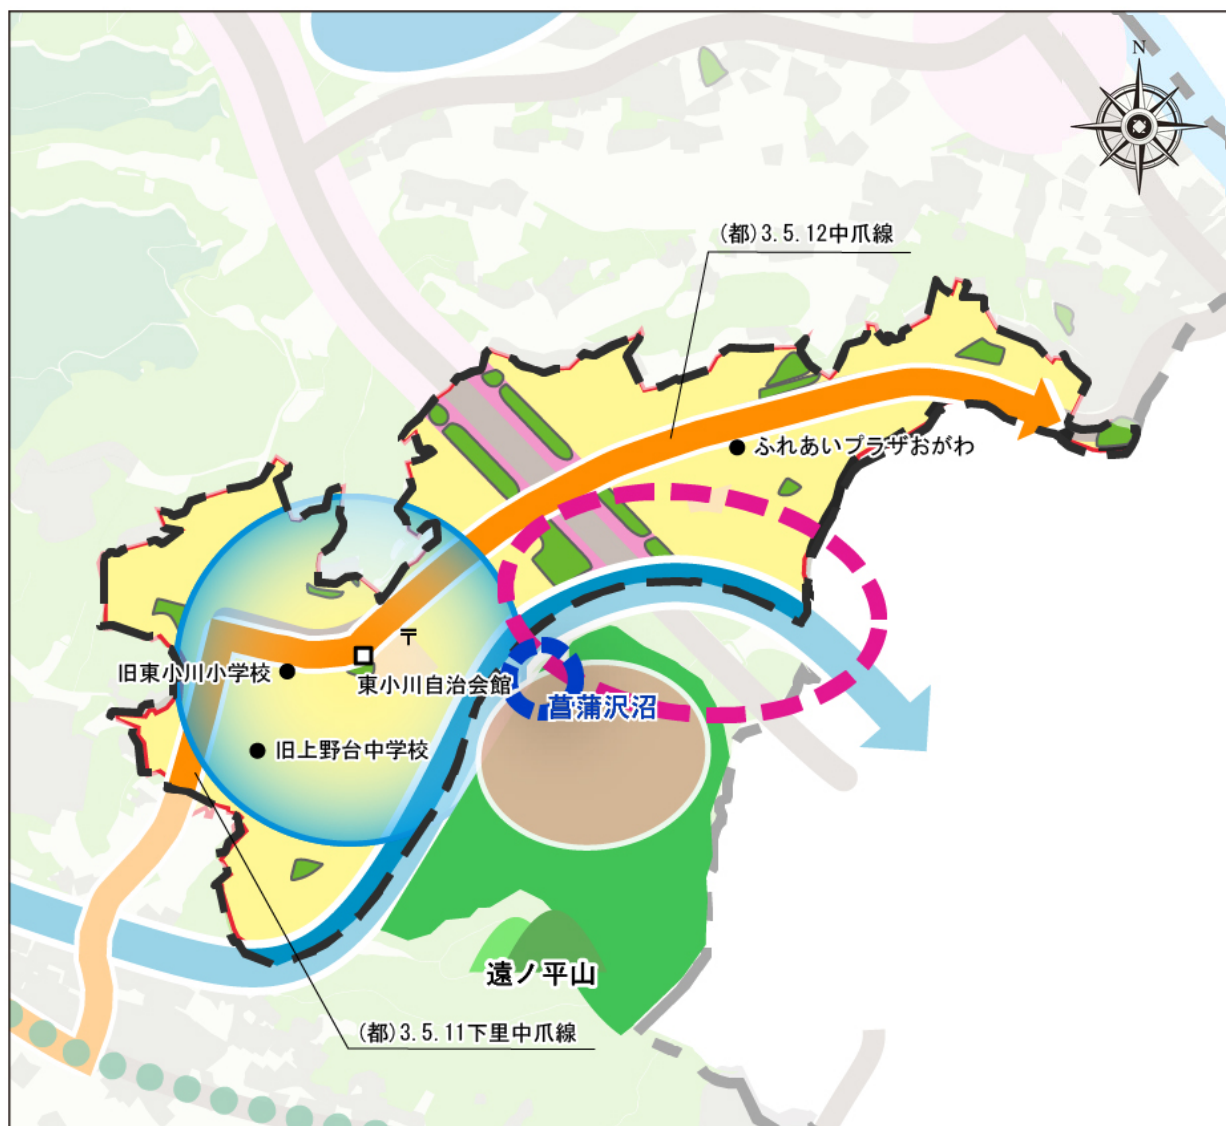 N
(都)3.5.12中爪線
ふれあいプラザおがわ
〒
旧東小川小学校
東小川自治会館
菖蒲沢沼
旧上野台中学校
遠ノ平山
(都)3.5.11下里中爪線